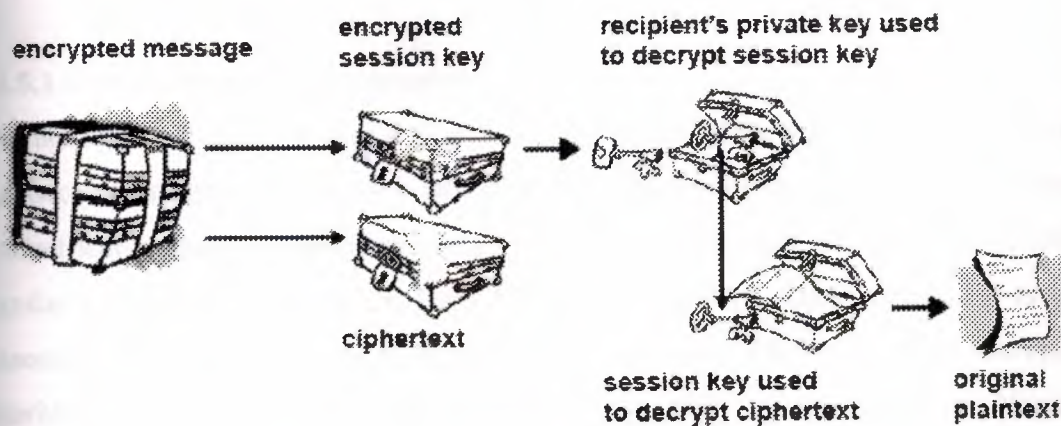 encrypted message
encrypted
session key
recipient's private key used
to decrypt session key
ciphertext
session key used
to decrypt ciphertext
original
plaintext